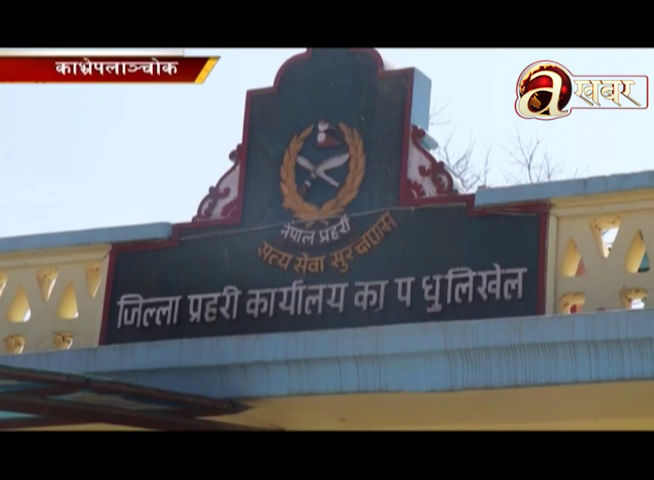 काभ्रेपलाञ्चोक
a खबर
नेपाल प्रहरी
सत्य सेवा सुरक्षणम्
जिल्ला प्रहरी कार्यालय का प धुलिखेल